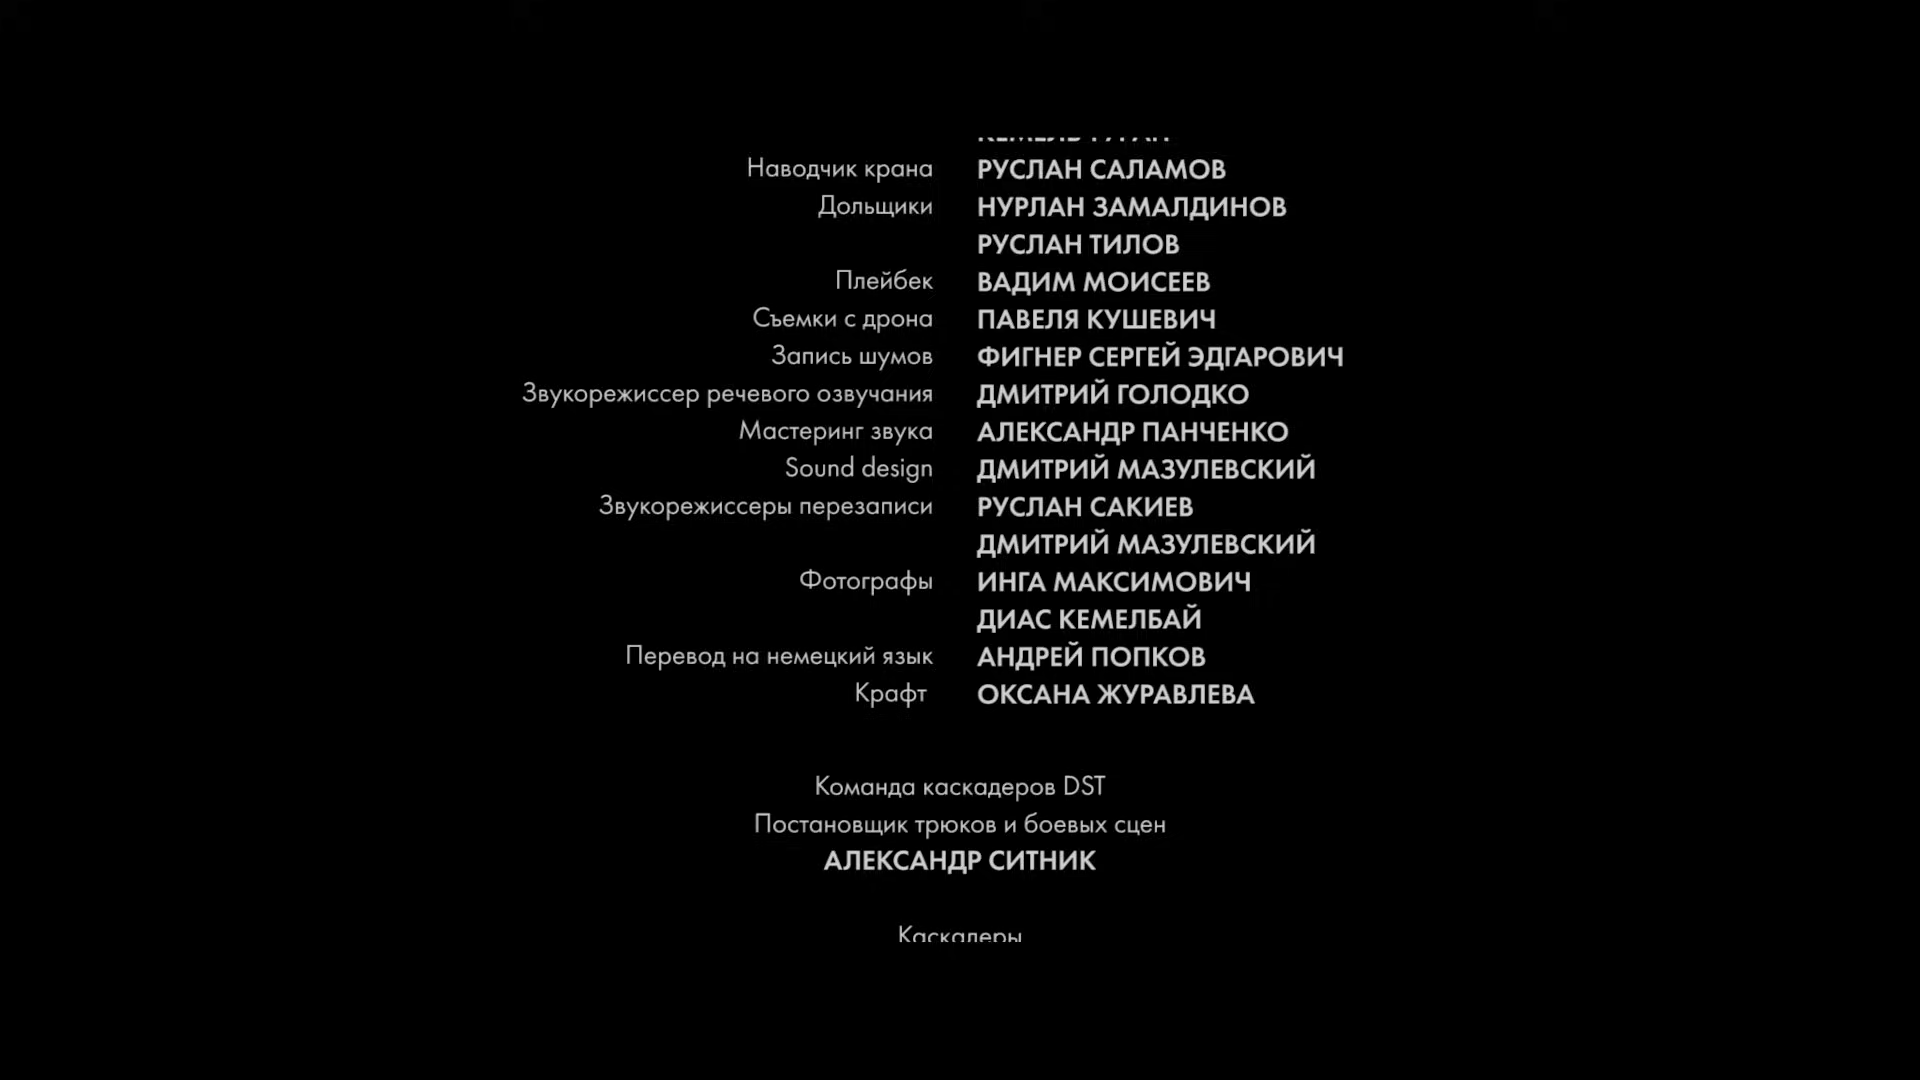 Наводчик крана РУСЛАН САЛАМОВ
Дольщики НУРЛАН ЗАМАЛДИНОВ
РУСЛАН ТИЛОВ
Плейбек ВАДИМ МОИСЕЕВ
Съемки с дрона ПАВЕЛЯ КУШЕВИЧ
Запись шумов ФИГНЕР СЕРГЕЙ ЭДГАРОВИЧ
Звукорежиссер речевого озвучания ДМИТРИЙ ГОЛОДКО
Мастеринг звука АЛЕКСАНДР ПАНЧЕНКО
Sound design ДМИТРИЙ МАЗУЛЕВСКИЙ
Звукорежиссеры перезаписи РУСЛАН САКИЕВ
ДМИТРИЙ МАЗУЛЕВСКИЙ
Фотографы ИНГА МАКСИМОВИЧ
ДИАС КЕМЕЛБАЙ
Перевод на немецкий язык АНДРЕЙ ПОПКОВ
Крафт ОКСАНА ЖУРАВЛЕВА
Команда каскадеров DST
Постановщик трюков и боевых сцен
АЛЕКСАНДР СИТНИК
Каскадеры